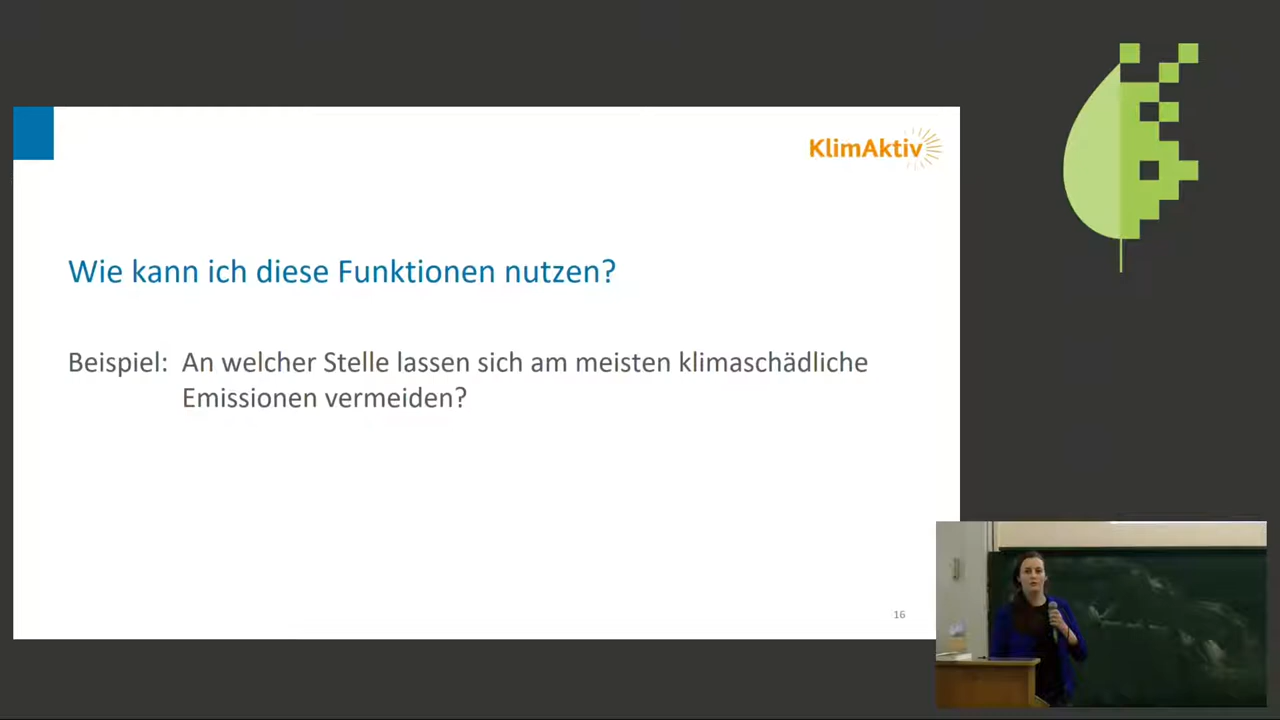 KlimAktiv
Wie kann ich diese Funktionen nutzen?
Beispiel: An welcher Stelle lassen sich am meisten klimaschädliche
Emissionen vermeiden?
16